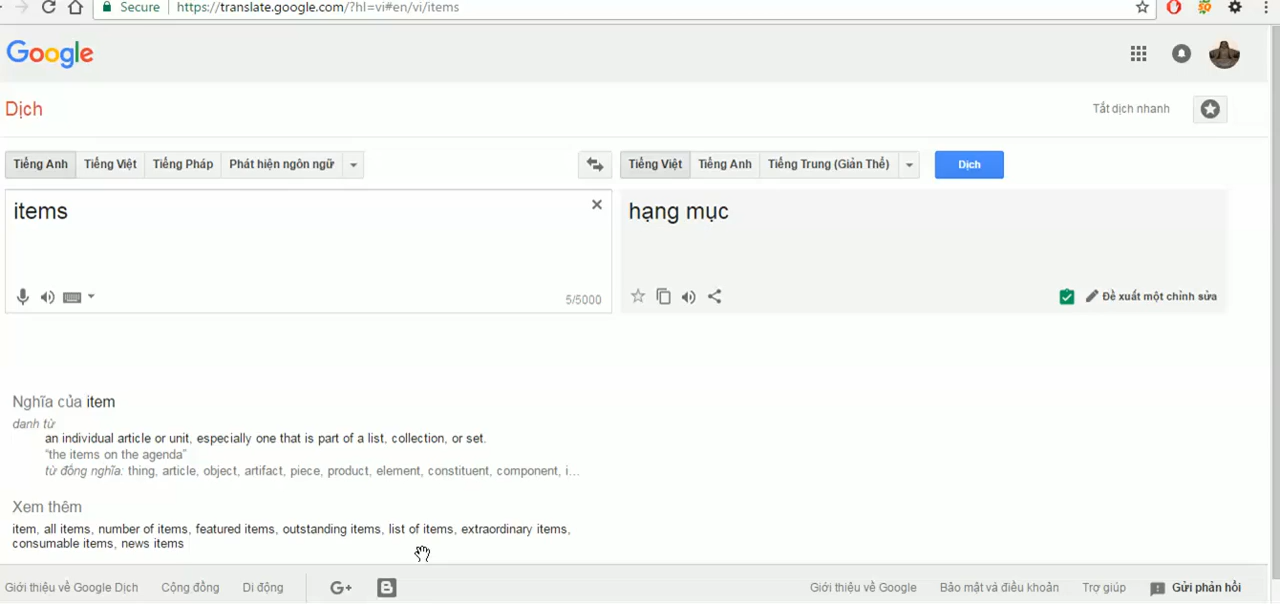 Secure https://translate.google.com/?hl=vi#en/vi/items
Google
Dịch
Tắt dịch nhanh
Tiếng Anh Tiếng Việt Tiếng Pháp Phát hiện ngôn ngữ
Tiếng Việt Tiếng Anh Tiếng Trung (Giản Thể) Dịch
items
hạng mục
5/5000
Đề xuất một chỉnh sửa
Nghĩa của item
danh từ
an individual article or unit, especially one that is part of a list, collection, or set.
"the items on the agenda"
từ đồng nghĩa: thing, article, object, artifact, piece, product, element, constituent, component, i...
Xem thêm
item, all items, number of items, featured items, outstanding items, list of items, extraordinary items,
consumable items, news items
Giới thiệu về Google Dịch Cộng đồng Di động G+ Giới thiệu về Google Bảo mật và điều khoản Trợ giúp Gửi phản hồi